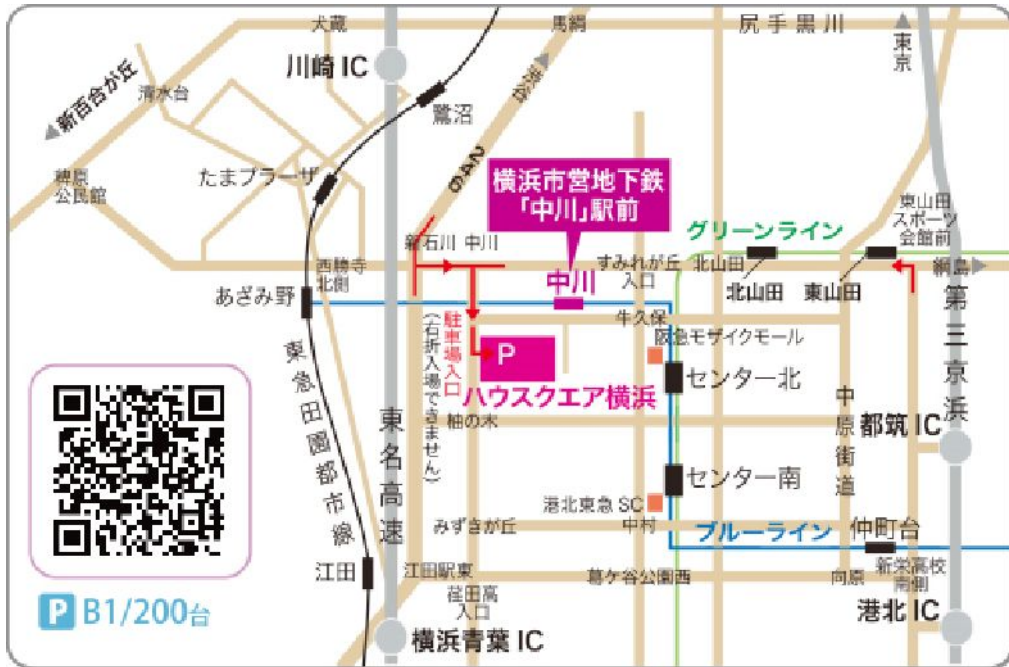 犬蔵
馬絹
尻手黒川
東京
川崎 IC
渋谷
新百合が丘
清水台
鷺沼
246
稗原
公民館
たまプラーザ
横浜市営地下鉄
「中川」駅前
東山田
スポーツ
会館前
グリーンライン
新石川
中川
すみれが丘
入口
北山田
綱島
西勝寺
北側
あざみ野
中川
北山田
東山田
第三京浜
牛久保
阪急モザイクモール
駐車場入口
(右折入場できません)
P
ハウスクエア横浜
センター北
中原街道
東急田園都市線
東名高速
柚の木
都筑 IC
センター南
港北東急 SC
みずきが丘
中村
ブルーライン
仲町台
江田
江田駅東
葛ケ谷公園西
向原
新栄高校
南側
荏田高
入口
P B1/200台
横浜青葉 IC
港北 IC